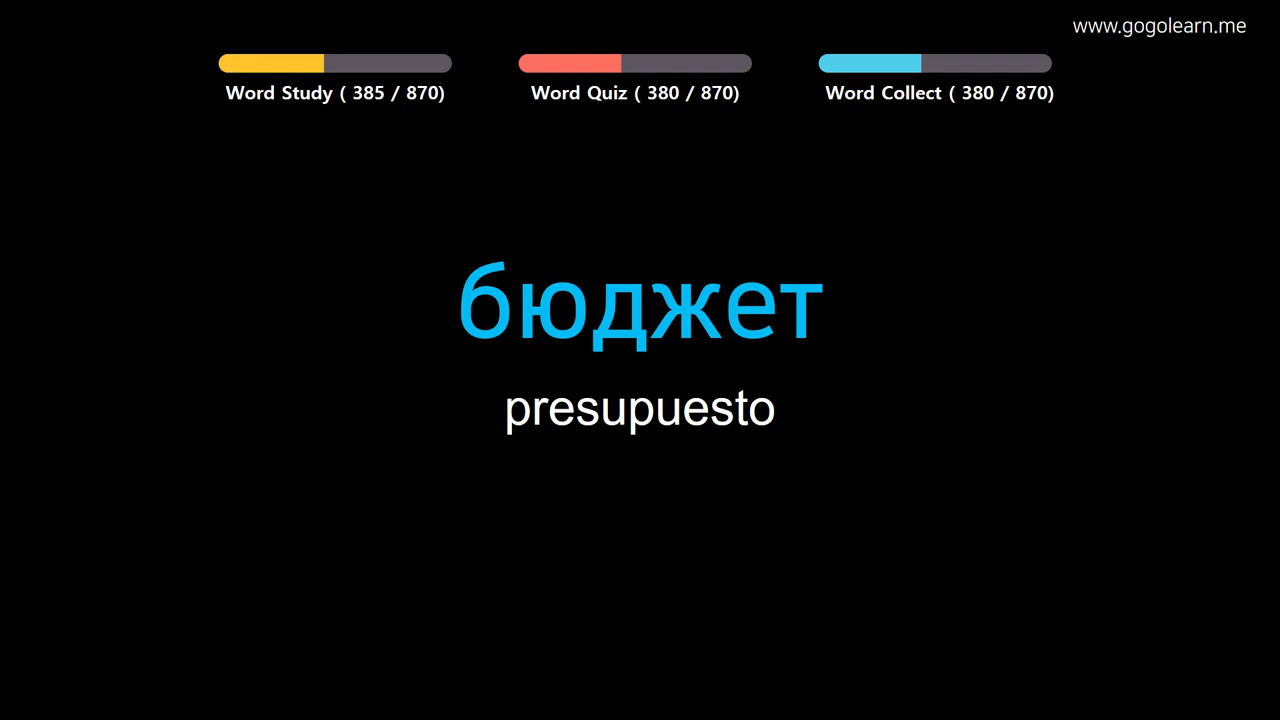 www.gogolearn.me
Word Study ( 385 / 870)
Word Quiz ( 380 / 870)
Word Collect ( 380 / 870)
бюджет
presupuesto